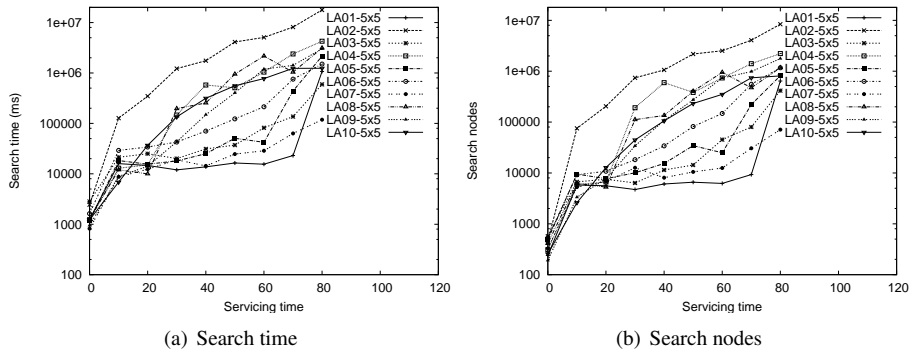 1e+07
1e+06
100000
10000
1000
100
Search time (ms)
0 20 40 60 80 100 120
Servicing time
LA01-5x5
LA02-5x5
LA03-5x5
LA04-5x5
LA05-5x5
LA06-5x5
LA07-5x5
LA08-5x5
LA09-5x5
LA10-5x5
(a) Search time
1e+07
1e+06
100000
10000
1000
100
Search nodes
0 20 40 60 80 100 120
Servicing time
LA01-5x5
LA02-5x5
LA03-5x5
LA04-5x5
LA05-5x5
LA06-5x5
LA07-5x5
LA08-5x5
LA09-5x5
LA10-5x5
(b) Search nodes